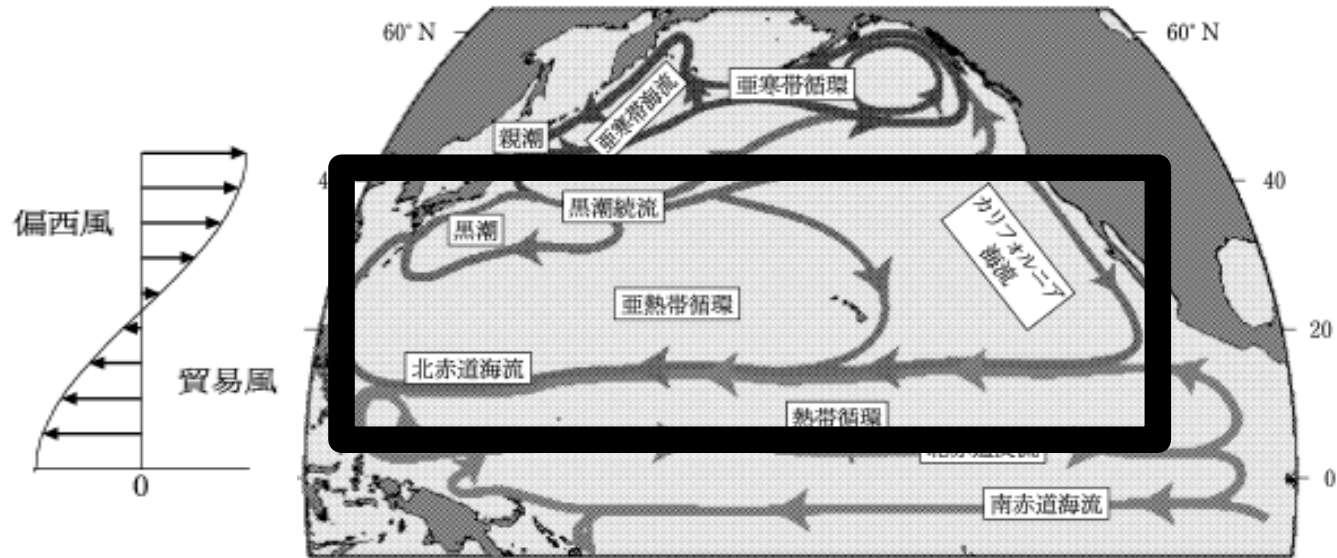 60° N
60° N
亜寒帯循環
亜寒帯海流
親潮
4
40
黒潮続流
黒潮
カリフォルニア
海流
偏西風
亜熱帯循環
20
貿易風
北赤道海流
熱帯循環
0
0
南赤道海流